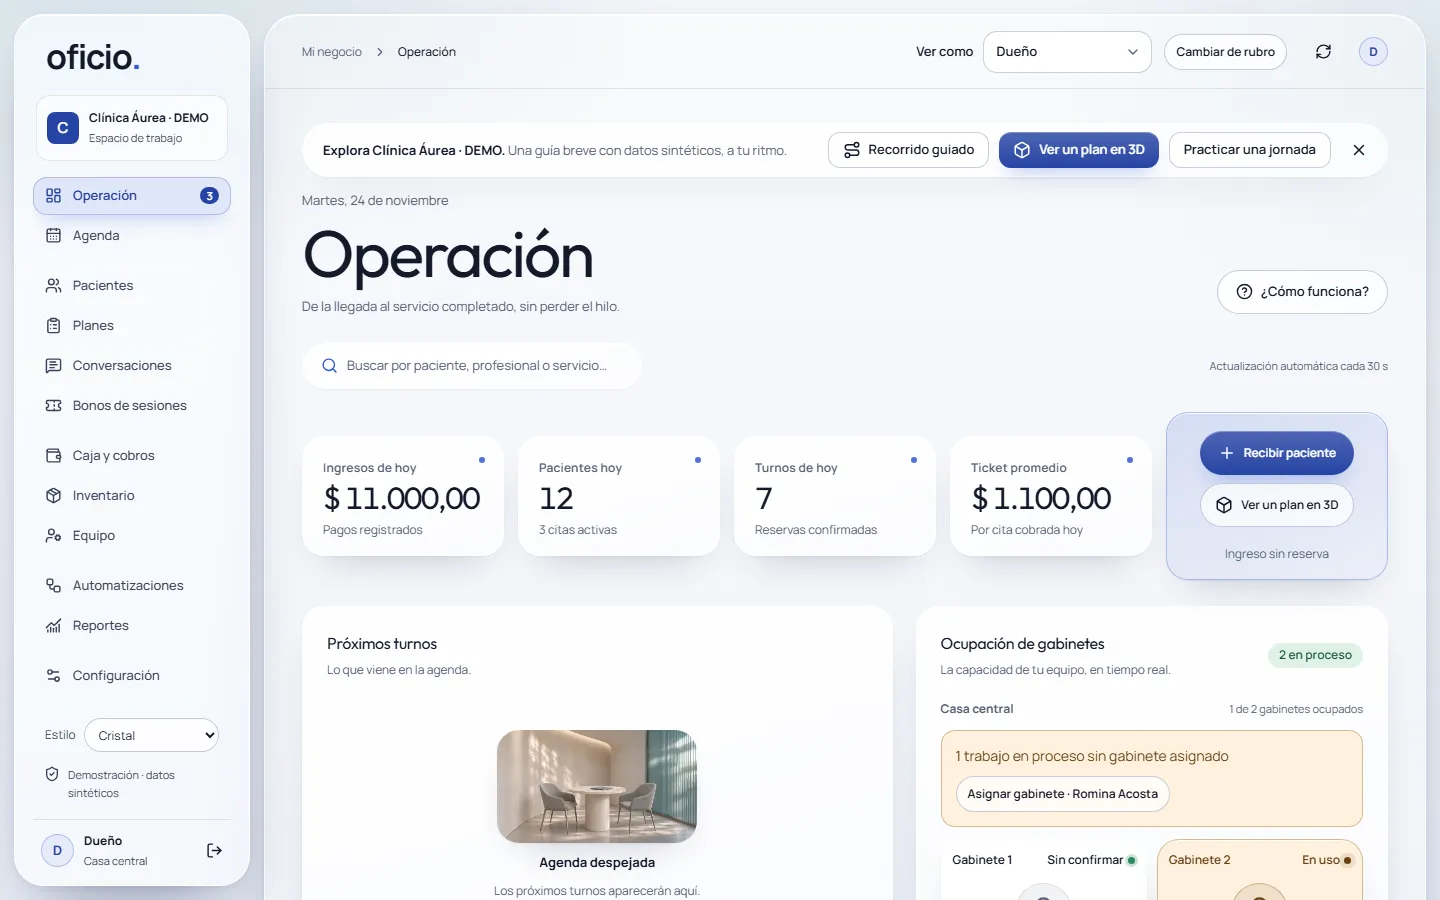 oficio.
C
Clínica Áurea · DEMO
Espacio de trabajo
Operación
3
Agenda
Pacientes
Planes
Conversaciones
Bonos de sesiones
Caja y cobros
Inventario
Equipo
Automatizaciones
Reportes
Configuración
Estilo
Cristal
Demostración · datos
sintéticos
D
Dueño
Casa central
Mi negocio > Operación
Ver como
Dueño
Cambiar de rubro
D
Explora Clínica Áurea · DEMO. Una guía breve con datos sintéticos, a tu ritmo.
Recorrido guiado
Ver un plan en 3D
Practicar una jornada
Martes, 24 de noviembre
Operación
De la llegada al servicio completado, sin perder el hilo.
¿Cómo funciona?
Buscar por paciente, profesional o servicio...
Actualización automática cada 30 s
Ingresos de hoy
$ 11.000,00
Pagos registrados
Pacientes hoy
12
3 citas activas
Turnos de hoy
7
Reservas confirmadas
Ticket promedio
$ 1.100,00
Por cita cobrada hoy
Recibir paciente
Ver un plan en 3D
Ingreso sin reserva
Próximos turnos
Lo que viene en la agenda.
Agenda despejada
Los próximos turnos aparecerán aquí.
Ocupación de gabinetes
La capacidad de tu equipo, en tiempo real.
2 en proceso
Casa central
1 de 2 gabinetes ocupados
1 trabajo en proceso sin gabinete asignado
Asignar gabinete · Romina Acosta
Gabinete 1
Sin confirmar
Gabinete 2
En uso